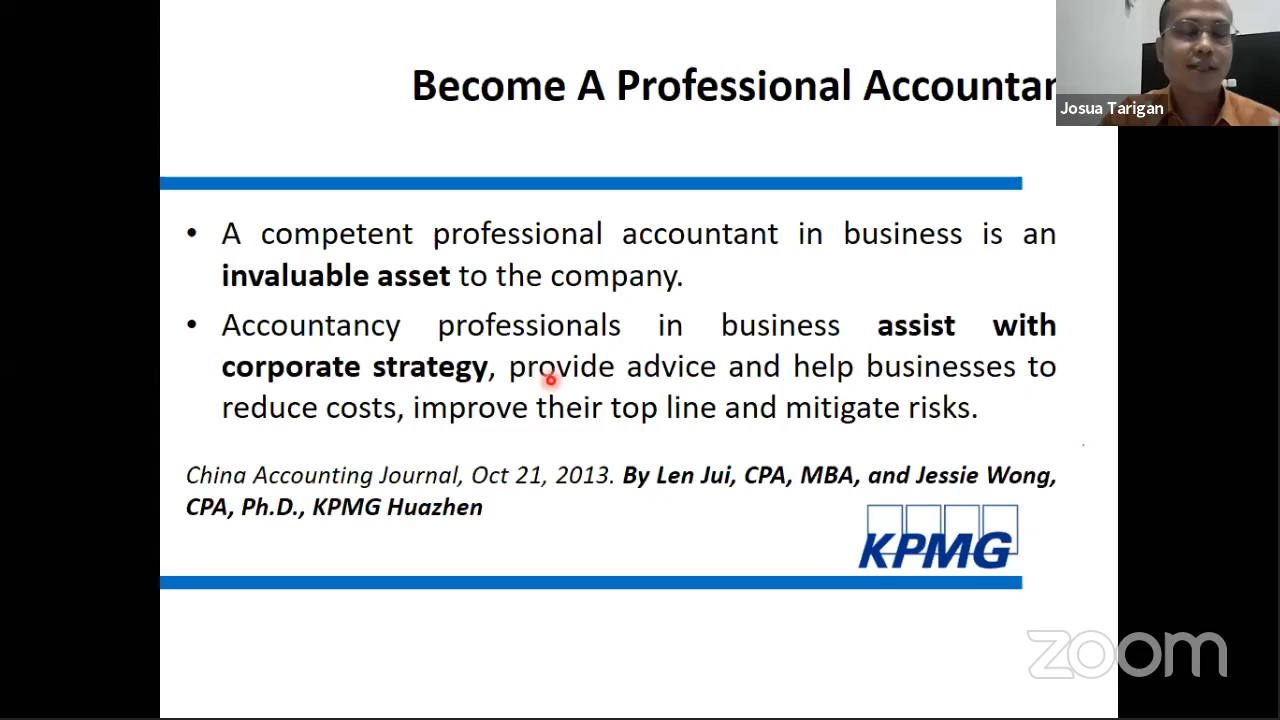 Become A Professional Accountan
Josua Tarigan
• A competent professional accountant in business is an
invaluable asset to the company.
• Accountancy professionals in business assist with
corporate strategy, provide advice and help businesses to
reduce costs, improve their top line and mitigate risks.
China Accounting Journal, Oct 21, 2013. By Len Jui, CPA, MBA, and Jessie Wong,
CPA, Ph.D., KPMG Huazhen
KPMG
zoom